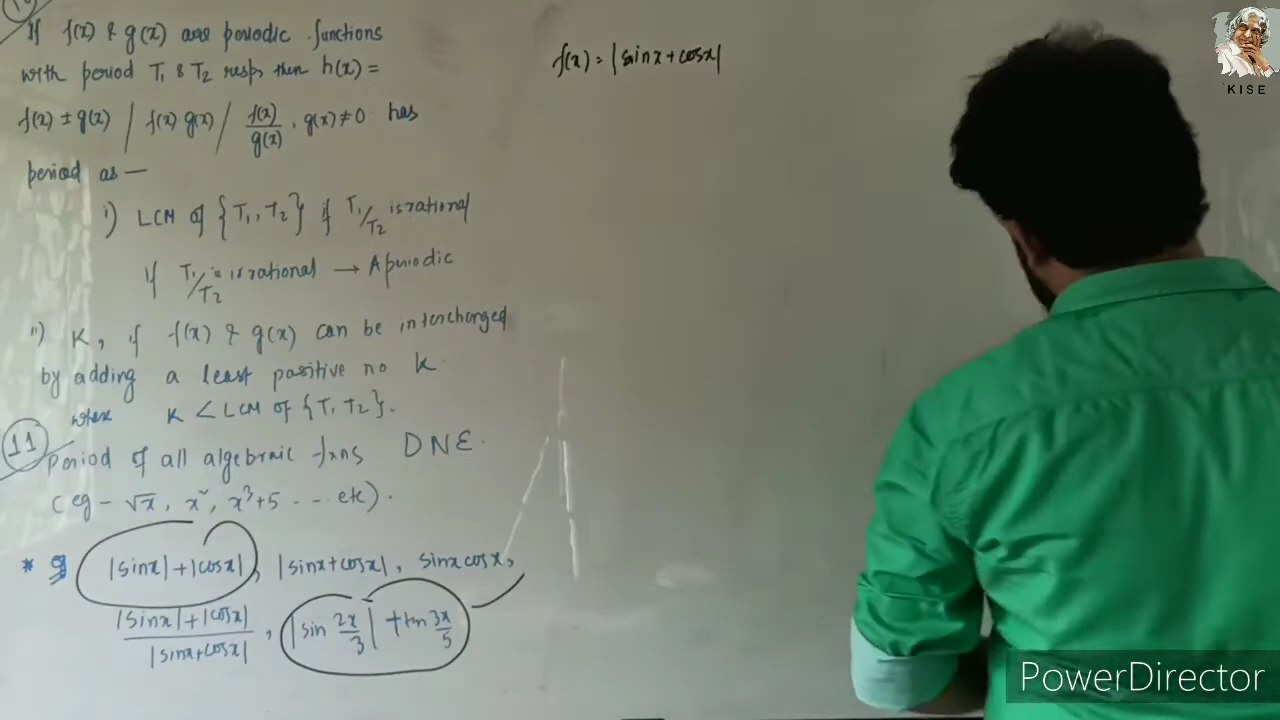 10
If f(x) & g(x) are periodic functions
with period T₁ & T₂ resp, then h(x) =
f(x) ± g(x) / f(x) g(x) / f(x)/g(x), g(x)≠0 has
period as —
i) LCM of {T₁, T₂} if T₁/T₂ is rational
If T₁/T₂ is irrational → Aperiodic
ii) K, if f(x) & g(x) can be interchanged
by adding a least positive no K.
where K < LCM of {T₁ T₂}.
11
Period of all algebraic fxns DNE.
(eg - √x, x², x³+5 ... etc).
* g |sinx|+|cosx|, |sinx+cosx|, sinx cosx,
|sinx|+|cosx| / |sinx+cosx|, |sin 2x/3| + tan 3x/5
f(x) = |sinx+cosx|
KISE
PowerDirector